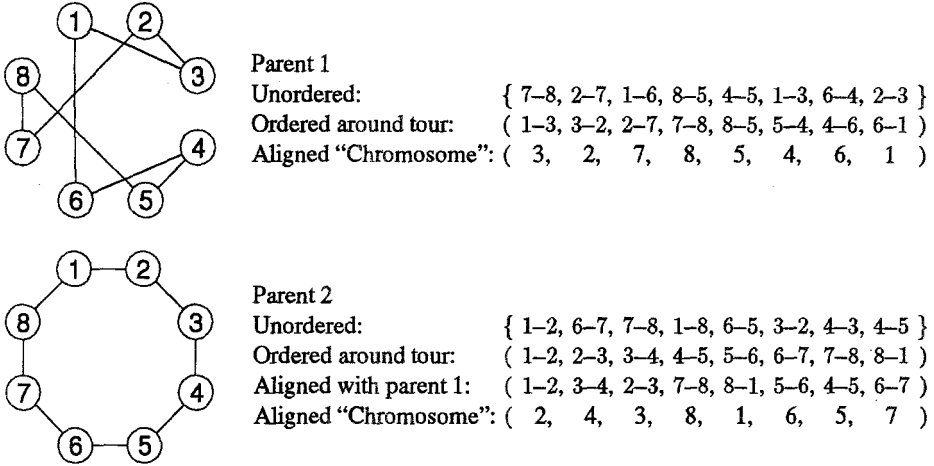 1 2 3 4 5 6 7 8
Parent 1
Unordered: { 7–8, 2–7, 1–6, 8–5, 4–5, 1–3, 6–4, 2–3 }
Ordered around tour: ( 1–3, 3–2, 2–7, 7–8, 8–5, 5–4, 4–6, 6–1 )
Aligned “Chromosome”: ( 3, 2, 7, 8, 5, 4, 6, 1 )
1 2 3 4 5 6 7 8
Parent 2
Unordered: { 1–2, 6–7, 7–8, 1–8, 6–5, 3–2, 4–3, 4–5 }
Ordered around tour: ( 1–2, 2–3, 3–4, 4–5, 5–6, 6–7, 7–8, 8–1 )
Aligned with parent 1: ( 1–2, 3–4, 2–3, 7–8, 8–1, 5–6, 4–5, 6–7 )
Aligned “Chromosome”: ( 2, 4, 3, 8, 1, 6, 5, 7 )